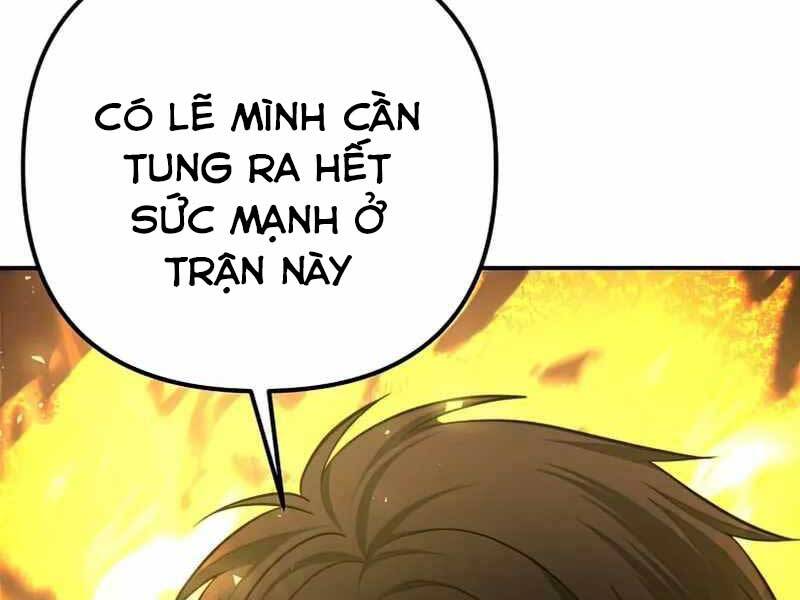 CÓ LẼ MÌNH CẦN
TUNG RA HẾT
SỨC MẠNH Ở
TRẬN NÀY